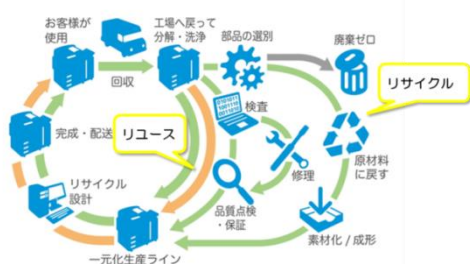 お客様が
使用
工場へ戻って
分解・洗浄
部品の選別
廃棄ゼロ
回収
リサイクル
検査
完成・配送
リユース
修理
原材料
に戻す
リサイクル
設計
品質点検
・保証
素材化/成形
一元化生産ライン